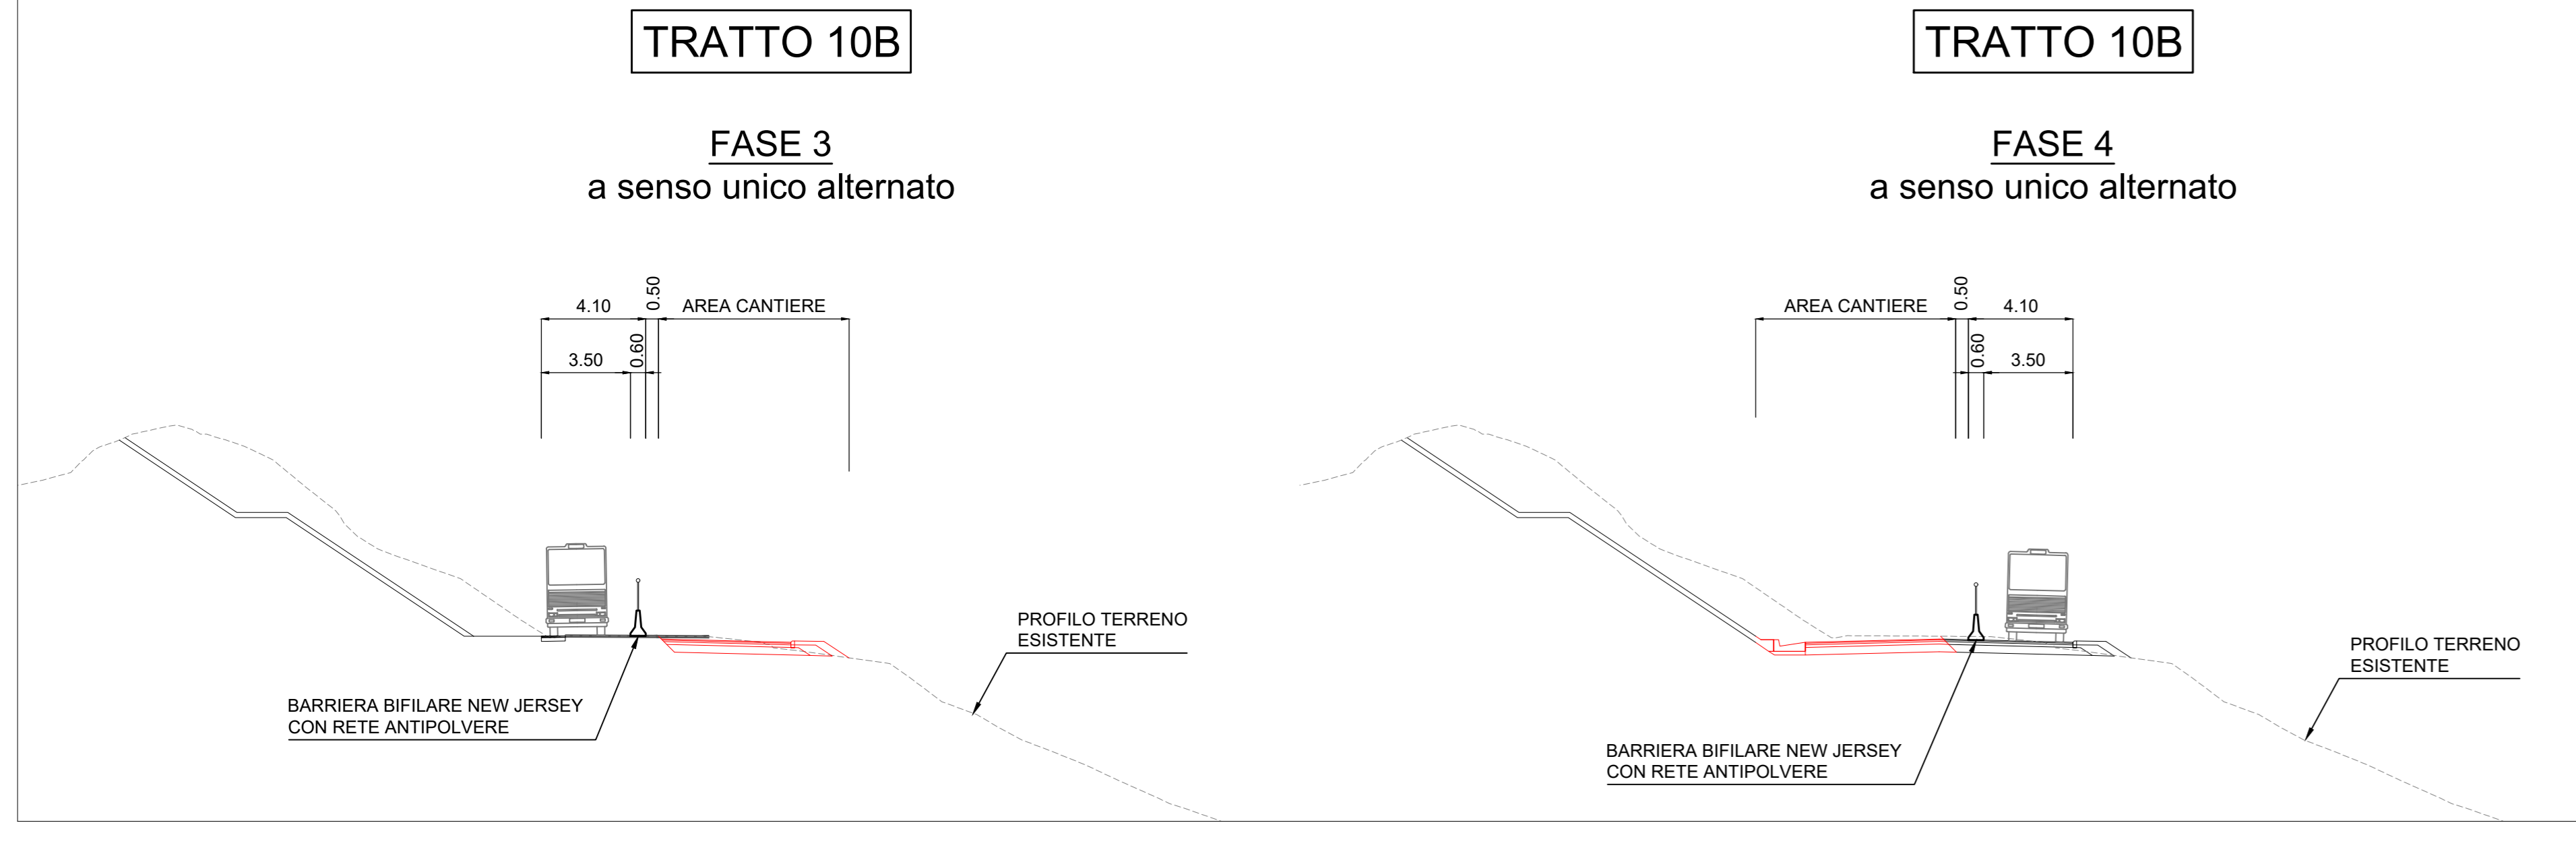 TRATTO 10B
FASE 3
a senso unico alternato
4.10
0.50
AREA CANTIERE
3.50
0.60
PROFILO TERRENO
ESISTENTE
BARRIERA BIFILARE NEW JERSEY
CON RETE ANTIPOLVERE
TRATTO 10B
FASE 4
a senso unico alternato
AREA CANTIERE
0.50
4.10
0.60
3.50
PROFILO TERRENO
ESISTENTE
BARRIERA BIFILARE NEW JERSEY
CON RETE ANTIPOLVERE